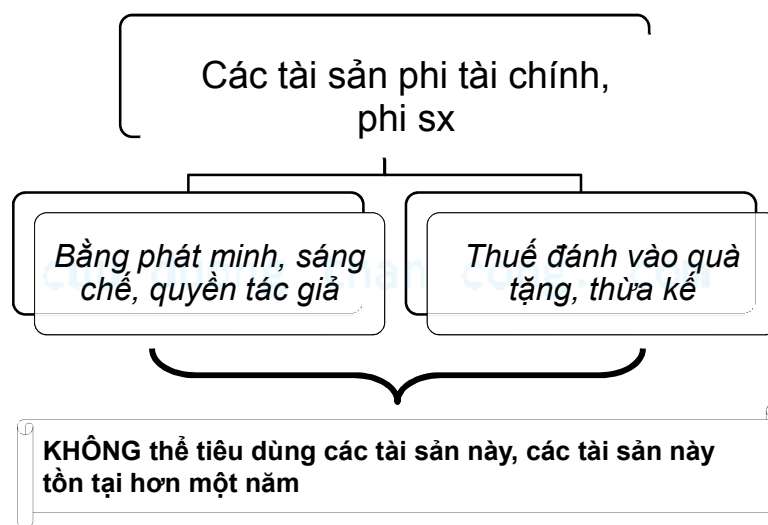 Các tài sản phi tài chính,
phi sx
Bằng phát minh, sáng
chế, quyền tác giả
Thuế đánh vào quà
tặng, thừa kế
KHÔNG thể tiêu dùng các tài sản này, các tài sản này
tồn tại hơn một năm